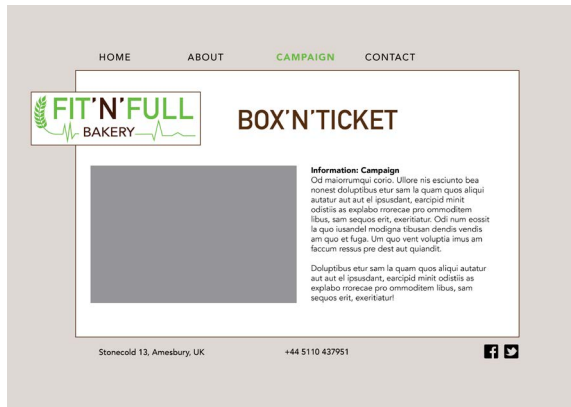 HOME ABOUT CAMPAIGN CONTACT
FIT'N'FULL
BAKERY
BOX'N'TICKET
Information: Campaign
Od maiorrumqui corio. Ullore nis esciunto bea
nonest doluptibus etur sam la quam quos aliqui
autatur aut aut el ipsusdant, earcipid minit
odistiis as explabo rrorecae pro ommoditem
libus, sam sequos erit, exeritiatur. Odi num eossit
la quo iusandel modigna tibusan dendis vendis
am quo et fuga. Um quo vent voluptia imus am
faccum ressus pre dest aut quiandit.
Doluptibus etur sam la quam quos aliqui autatur
aut aut el ipsusdant, earcipid minit odistiis as
explabo rrorecae pro ommoditem libus, sam
sequos erit, exeritiatur!
Stonecold 13, Amesbury, UK +44 5110 437951